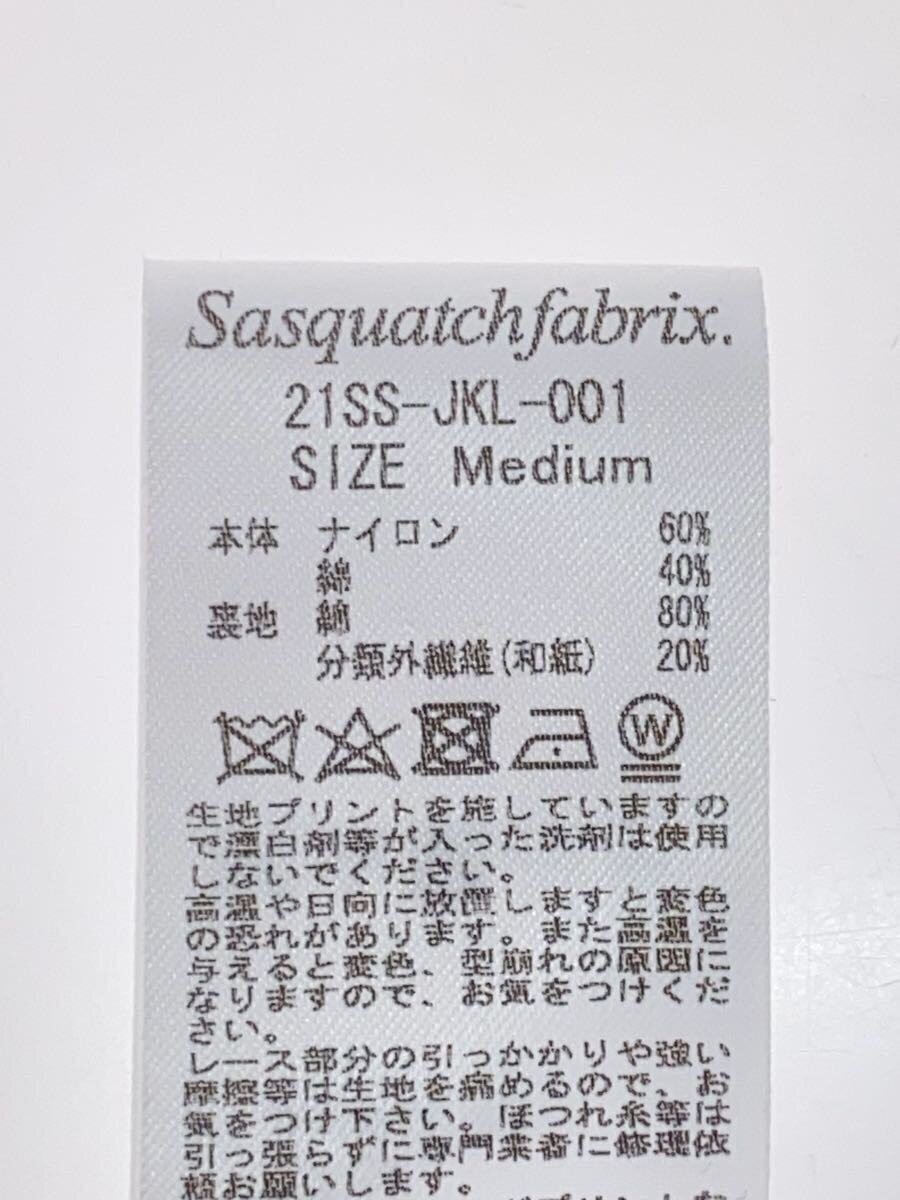 Sasquatchfabrix.
21SS-JKL-001
SIZE Medium
本体 ナイロン 60%
綿 40%
裏地 綿 80%
分類外繊維(和紙) 20%
W
生地プリントを施していますの
で漂白剤等が入った洗剤は使用
しないでください。
高温や日向に放置しますと変色
の恐れがあります。また高温を
与えると変色、型崩れの原因に
なりますので、お気をつけくだ
さい。
レース部分の引っかかりや強い
摩擦等は生地を痛めるので、お
気をつけ下さい。ほつれ糸等は
引っ張らずに専門業者に修理依
頼お願いします。